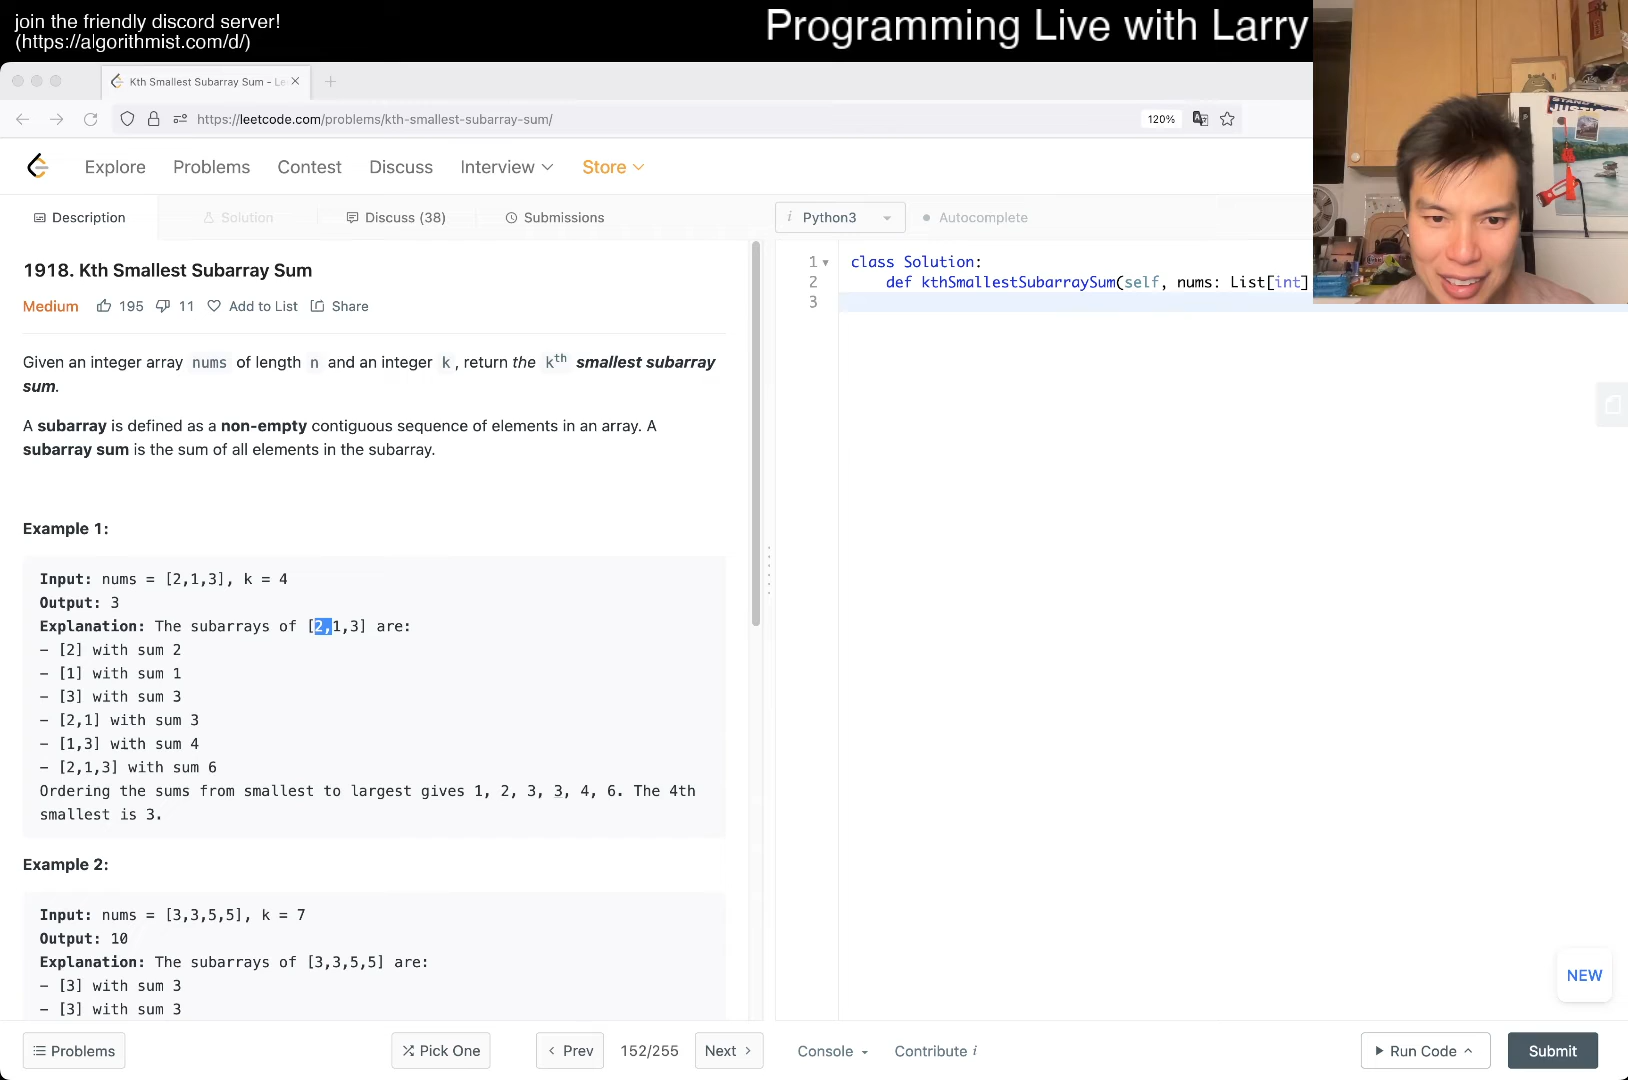 join the friendly discord server!
(https://algorithmist.com/d/)
Programming Live with Larry
Kth Smallest Subarray Sum - Le
https://leetcode.com/problems/kth-smallest-subarray-sum/
120%
Explore
Problems
Contest
Discuss
Interview
Store
Description
Solution
Discuss (38)
Submissions
i Python3
Autocomplete
1918. Kth Smallest Subarray Sum
Medium
195
11
Add to List
Share
Given an integer array nums of length n and an integer k, return the kth smallest subarray
sum.
A subarray is defined as a non-empty contiguous sequence of elements in an array. A
subarray sum is the sum of all elements in the subarray.
Example 1:
Input: nums = [2,1,3], k = 4
Output: 3
Explanation: The subarrays of [2,1,3] are:
- [2] with sum 2
- [1] with sum 1
- [3] with sum 3
- [2,1] with sum 3
- [1,3] with sum 4
- [2,1,3] with sum 6
Ordering the sums from smallest to largest gives 1, 2, 3, 3, 4, 6. The 4th
smallest is 3.
Example 2:
Input: nums = [3,3,5,5], k = 7
Output: 10
Explanation: The subarrays of [3,3,5,5] are:
- [3] with sum 3
- [3] with sum 3
1 class Solution:
2 def kthSmallestSubarraySum(self, nums: List[int]
3
NEW
Problems
Pick One
< Prev
152/255
Next >
Console
Contribute i
Run Code
Submit